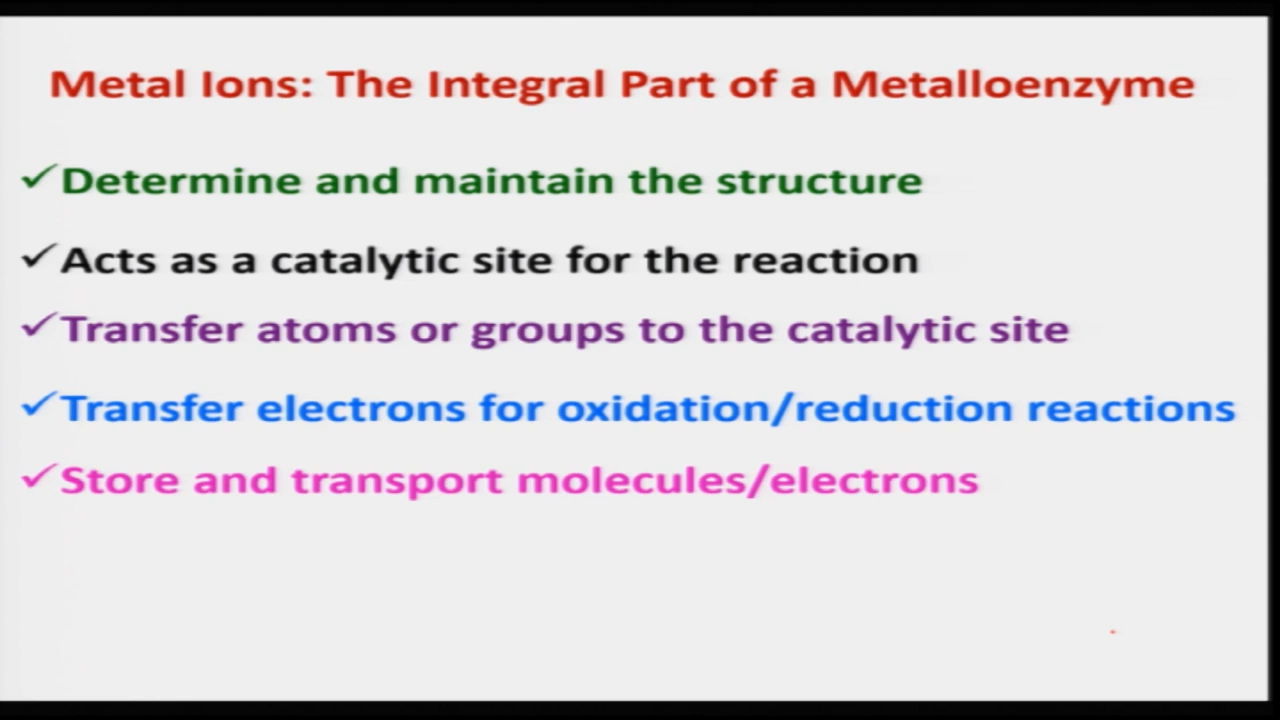 Metal Ions: The Integral Part of a Metalloenzyme
✓Determine and maintain the structure
✓Acts as a catalytic site for the reaction
✓Transfer atoms or groups to the catalytic site
✓Transfer electrons for oxidation/reduction reactions
✓Store and transport molecules/electrons